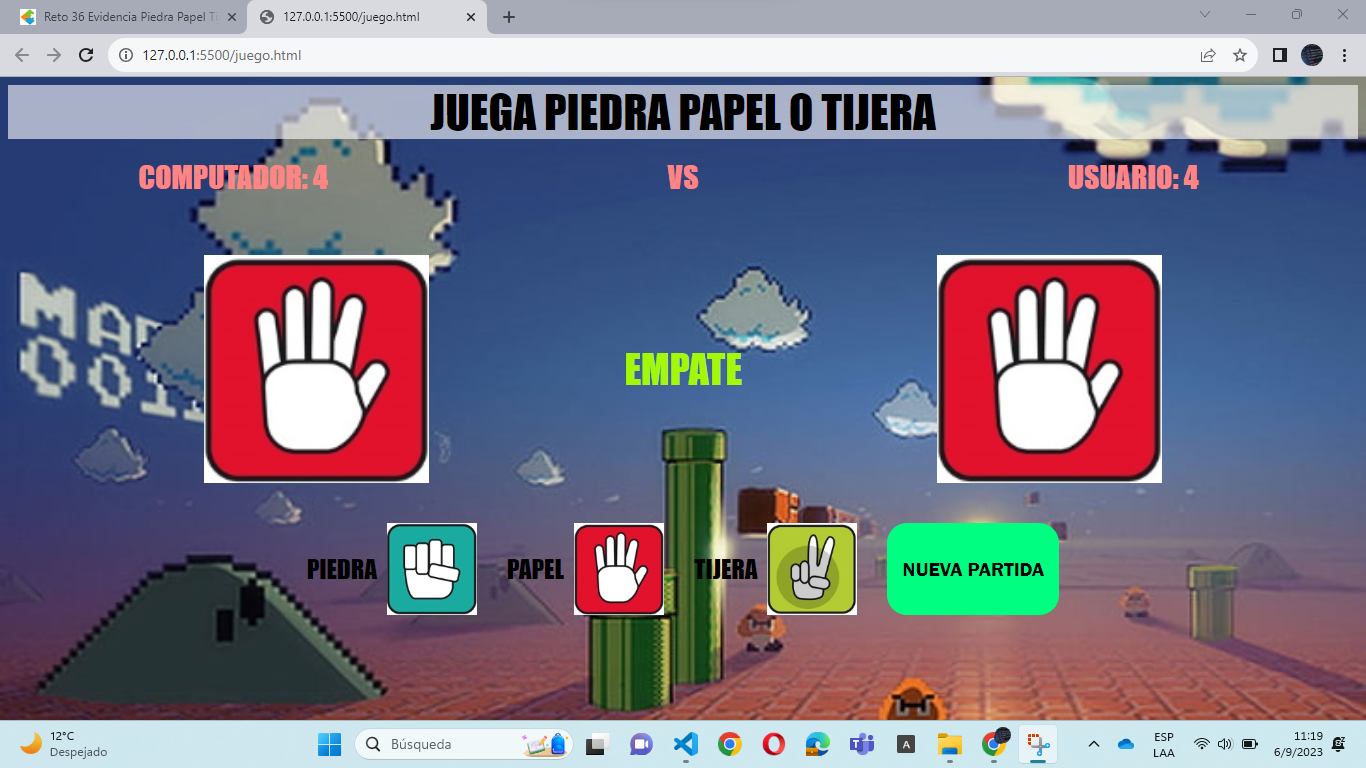 Reto 36 Evidencia Piedra Papel Ti
127.0.0.1:5500/juego.html
127.0.0.1:5500/juego.html
JUEGA PIEDRA PAPEL O TIJERA
COMPUTADOR: 4
VS
USUARIO: 4
EMPATE
PIEDRA
PAPEL
TIJERA
NUEVA PARTIDA
12°C
Despejado
Búsqueda
A
ESP
LAA
11:19
6/9/2023